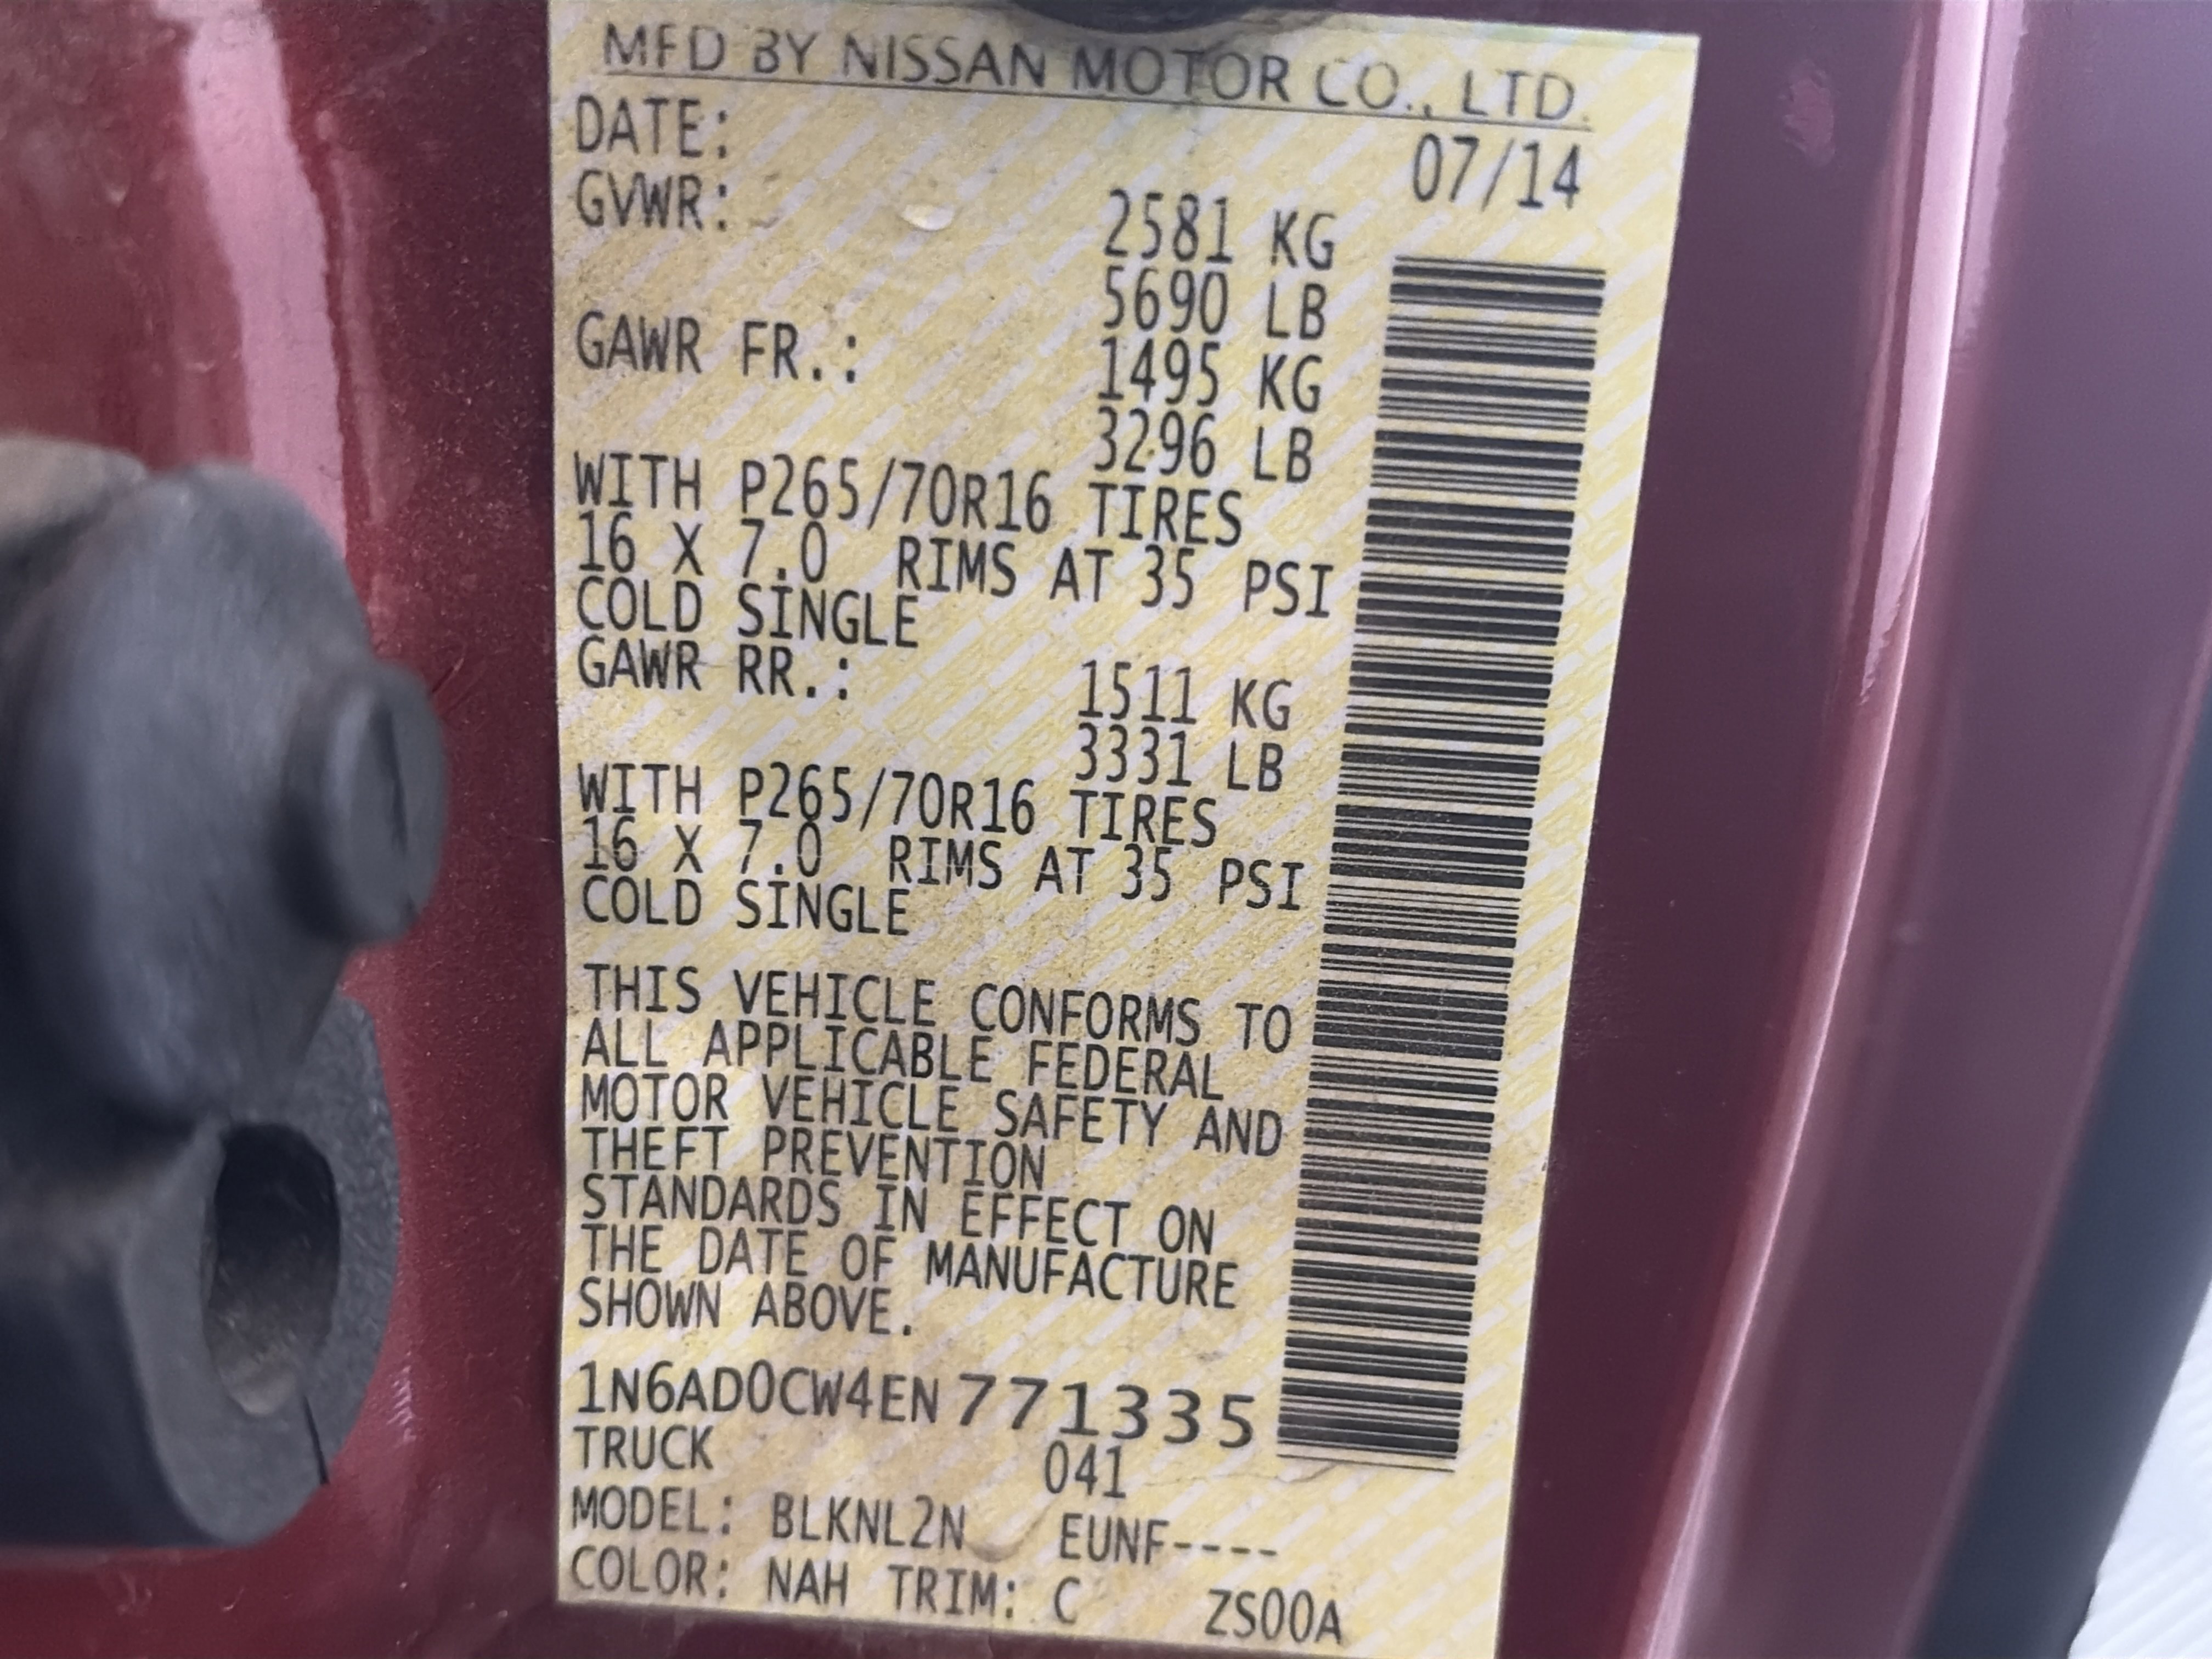 MFD BY NISSAN MOTOR CO., LTD.
DATE: 07/14
GVWR: 2581 KG
5690 LB
GAWR FR.: 1495 KG
3296 LB
WITH P265/70R16 TIRES
16 X 7.0 RIMS AT 35 PSI
COLD SINGLE
GAWR RR.: 1511 KG
3331 LB
WITH P265/70R16 TIRES
16 X 7.0 RIMS AT 35 PSI
COLD SINGLE
THIS VEHICLE CONFORMS TO
ALL APPLICABLE FEDERAL
MOTOR VEHICLE SAFETY AND
THEFT PREVENTION
STANDARDS IN EFFECT ON
THE DATE OF MANUFACTURE
SHOWN ABOVE.
1N6AD0CW4EN771335
TRUCK 041
MODEL: BLKNL2N EUNF----
COLOR: NAH TRIM: C ZS00A